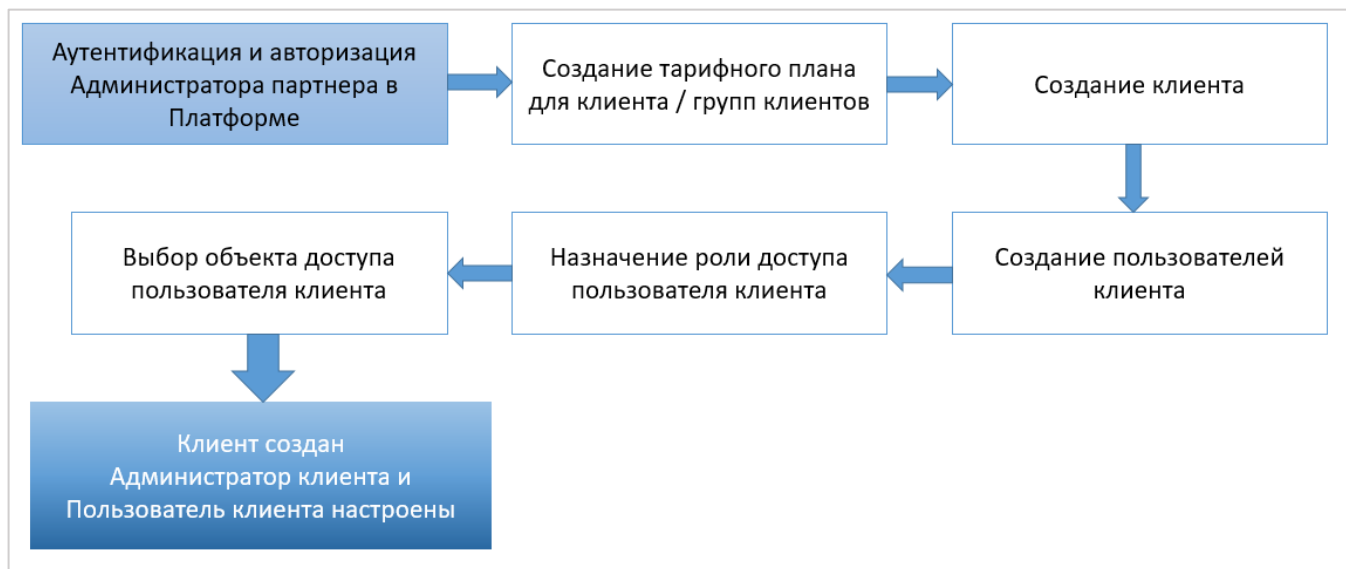 Аутентификация и авторизация
Администратора партнера в
Платформе
Создание тарифного плана
для клиента / групп клиентов
Создание клиента
Создание пользователей
клиента
Назначение роли доступа
пользователя клиента
Выбор объекта доступа
пользователя клиента
Клиент создан
Администратор клиента и
Пользователь клиента настроены